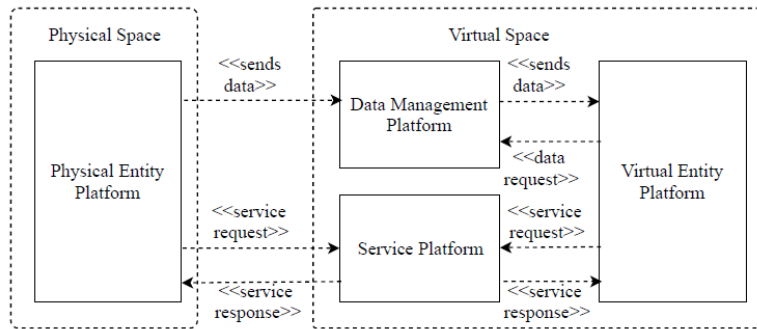 Physical Space
Virtual Space
<<sends
data>>
<<sends
data>>
Data Management
Platform
Physical Entity
Platform
<<data
request>>
Virtual Entity
Platform
<<service
request>>
<<service
request>>
Service Platform
<<service
response>>
<<service
response>>